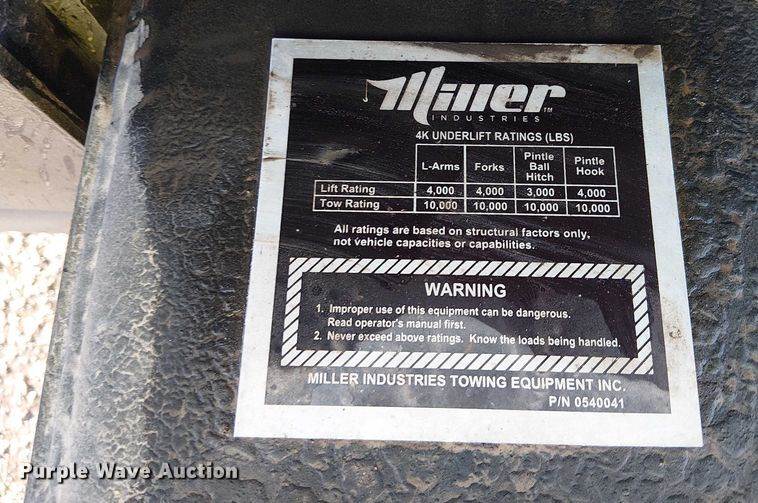 Miller™
INDUSTRIES
4K UNDERLIFT RATINGS (LBS)
L-Arms Forks Pintle Ball Hitch Pintle Hook
Lift Rating 4,000 4,000 3,000 4,000
Tow Rating 10,000 10,000 10,000 10,000
All ratings are based on structural factors only,
not vehicle capacities or capabilities.
WARNING
1. Improper use of this equipment can be dangerous.
Read operator's manual first.
2. Never exceed above ratings. Know the loads being handled.
MILLER INDUSTRIES TOWING EQUIPMENT INC.
P/N 0540041
Purple Wave Auction